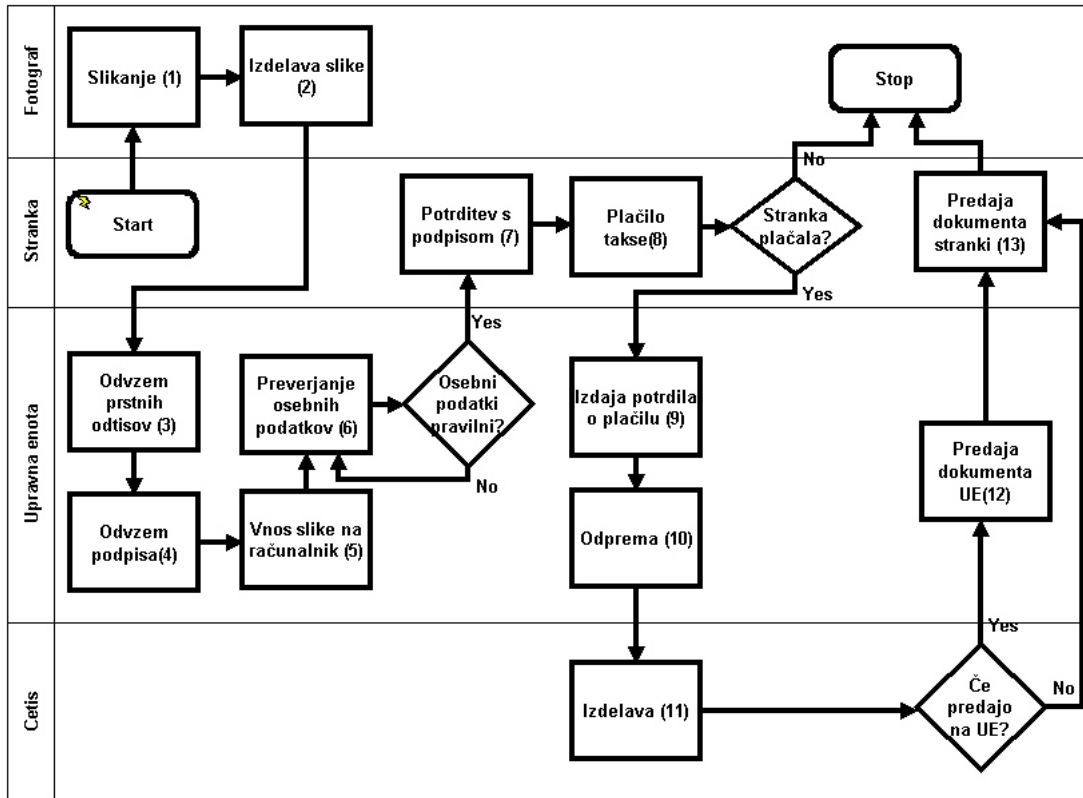 Fotograf
Slikanje (1)
Izdelava slike
(2)
Stop
Stranka
Start
Potrditev s
podpisom (7)
Plačilo
takse(8)
Stranka
plačala?
No
Yes
Predaja
dokumenta
stranki (13)
Upravna enota
Odvzem
prstnih
odtisov (3)
Preverjanje
osebnih
podatkov (6)
Osebni
podatki
pravilni?
Yes
No
Izdaja potrdila
o plačilu (9)
Predaja
dokumenta
UE(12)
Odvzem
podpisa(4)
Vnos slike na
računalnik (5)
Odprema (10)
Cetis
Izdelava (11)
Če
predajo
na UE?
Yes
No